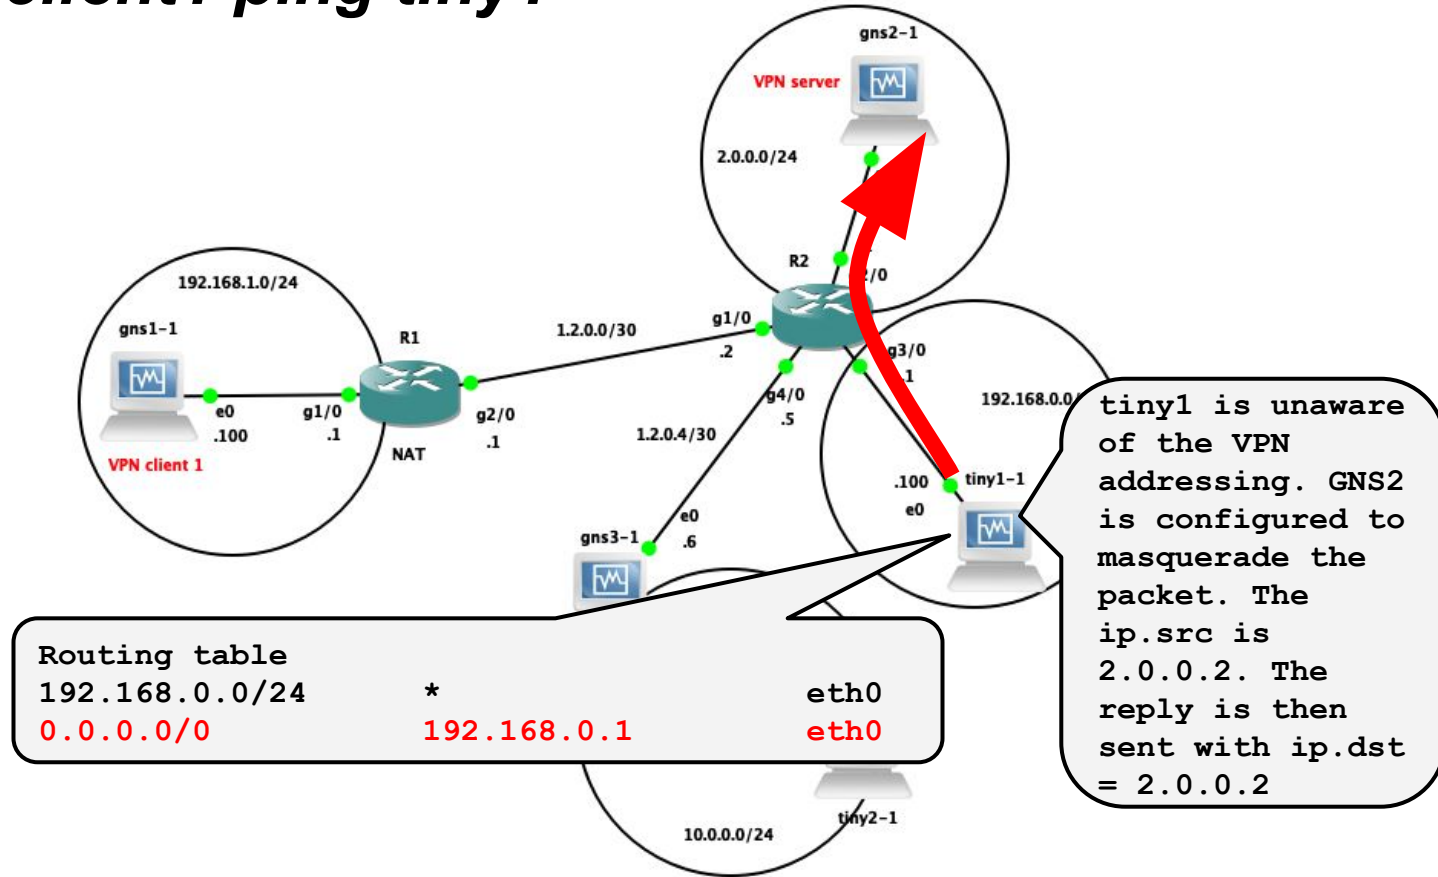 client1 ping tiny1
gns2-1
VPN server
2.0.0.0/24
R2
2/0
192.168.1.0/24
gns1-1
R1
1.2.0.0/30
g1/0
.2
g3/0
.1
e0
.100
g1/0
.1
g2/0
.1
NAT
VPN client 1
g4/0
.5
1.2.0.4/30
192.168.0.0/
.100
e0
tiny1-1
gns3-1
e0
.6
tiny1 is unaware
of the VPN
addressing. GNS2
is configured to
masquerade the
packet. The
ip.src is
2.0.0.2. The
reply is then
sent with ip.dst
= 2.0.0.2
Routing table
192.168.0.0/24 * eth0
0.0.0.0/0 192.168.0.1 eth0
tiny2-1
10.0.0.0/24